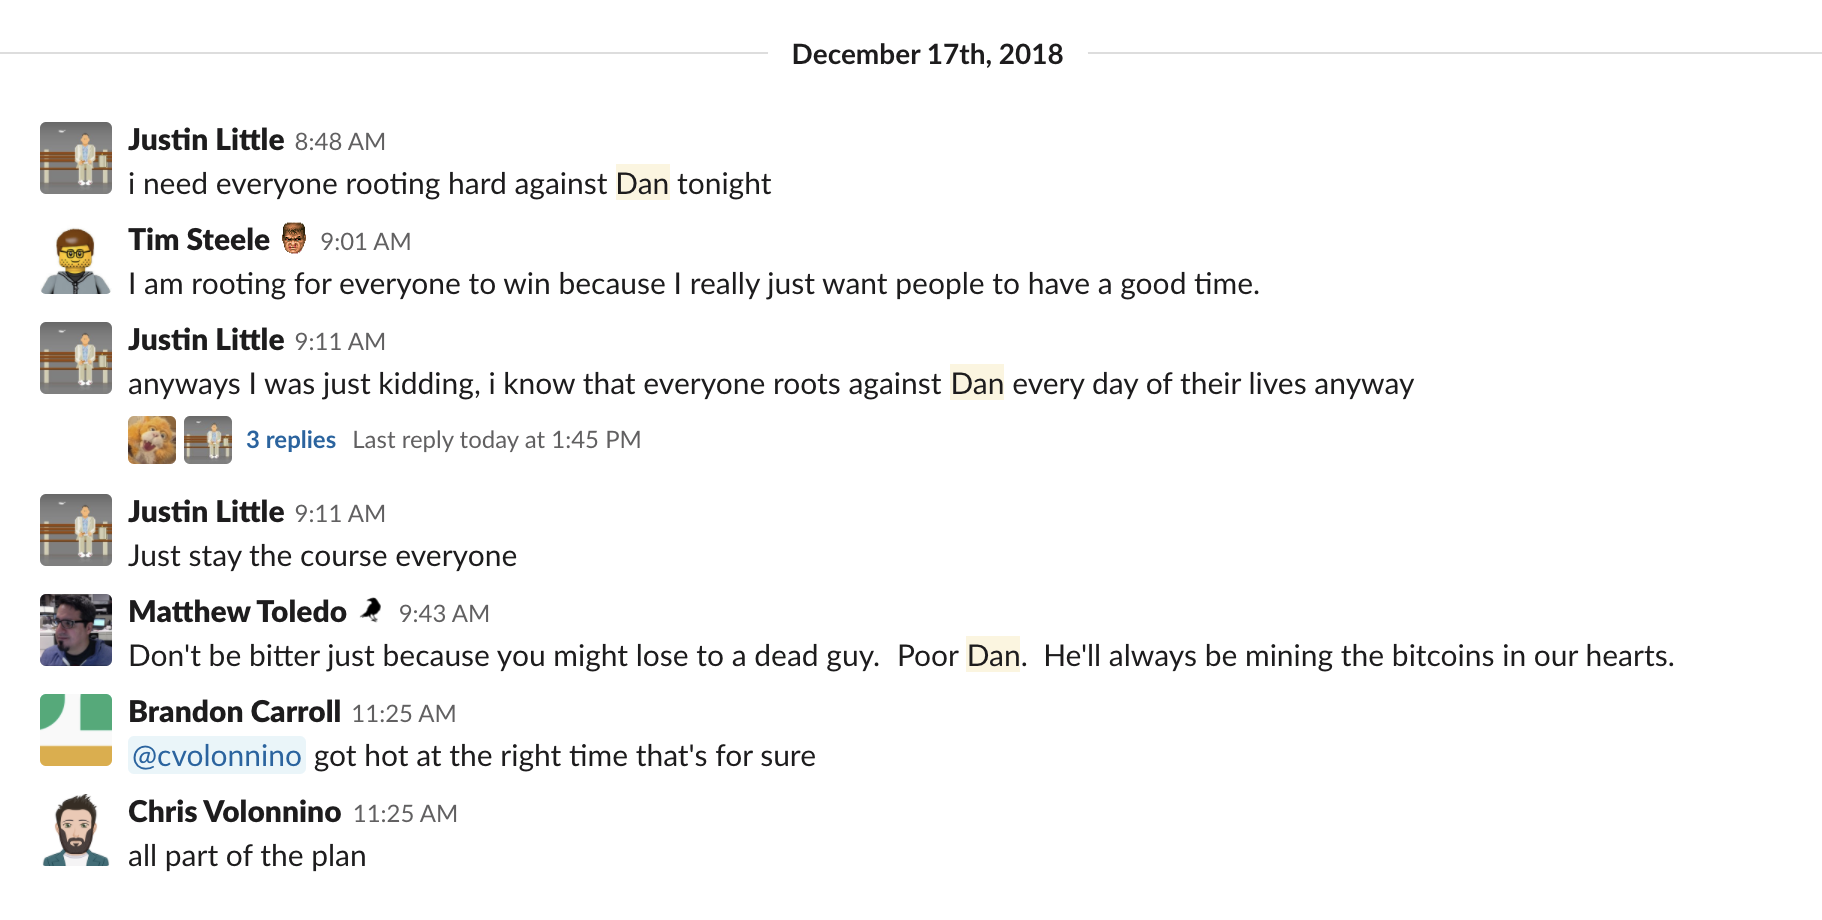 December 17th, 2018
Justin Little 8:48 AM
i need everyone rooting hard against Dan tonight
Tim Steele 9:01 AM
I am rooting for everyone to win because I really just want people to have a good time.
Justin Little 9:11 AM
anyways I was just kidding, i know that everyone roots against Dan every day of their lives anyway
3 replies Last reply today at 1:45 PM
Justin Little 9:11 AM
Just stay the course everyone
Matthew Toledo 9:43 AM
Don't be bitter just because you might lose to a dead guy.  Poor Dan.  He'll always be mining the bitcoins in our hearts.
Brandon Carroll 11:25 AM
@cvolonnino got hot at the right time that's for sure
Chris Volonnino 11:25 AM
all part of the plan